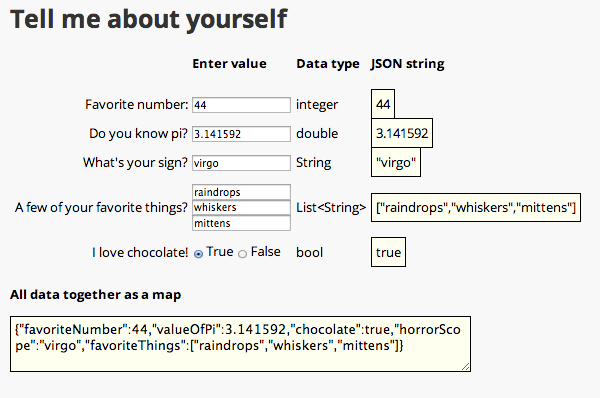 Tell me about yourself
Enter value Data type JSON string
Favorite number: 44 integer 44
Do you know pi? 3.141592 double 3.141592
What's your sign? virgo String "virgo"
raindrops
A few of your favorite things? whiskers List<String> ["raindrops","whiskers","mittens"]
mittens
I love chocolate! True False bool true
All data together as a map
{"favoriteNumber":44,"valueOfPi":3.141592,"chocolate":true,"horrorSco
pe":"virgo","favoriteThings":["raindrops","whiskers","mittens"]}